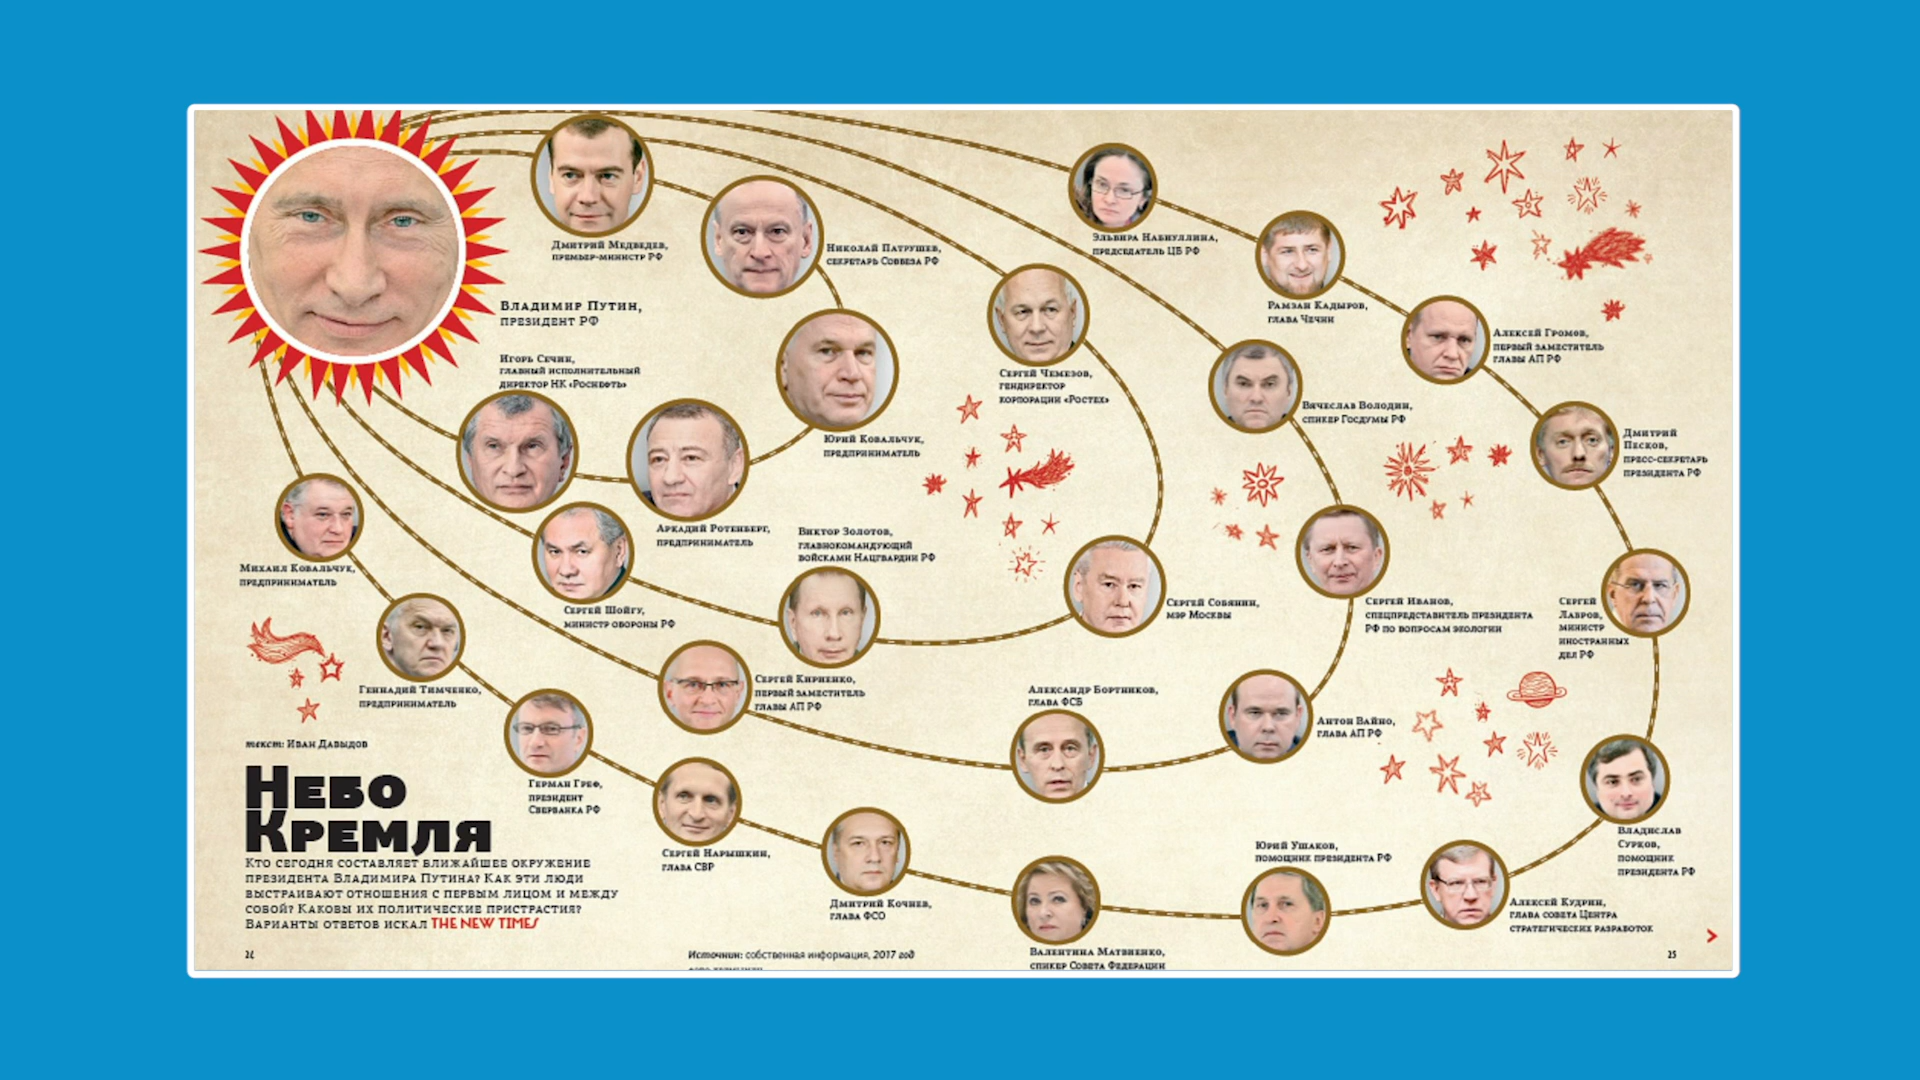 Дмитрий Медведев,
премьер-министр РФ
Николай Патрушев,
секретарь Совбеза РФ
Эльвира Набиуллина,
председатель ЦБ РФ
Рамзан Кадыров,
глава Чечни
Владимир Путин,
президент РФ
Алексей Громов,
первый заместитель
главы АП РФ
Игорь Сечин,
главный исполнительный
директор НК «Роснефть»
Сергей Чемезов,
гендиректор
корпорации «Ростех»
Вячеслав Володин,
спикер Госдумы РФ
Юрий Ковальчук,
предприниматель
Дмитрий
Песков,
пресс-секретарь
президента РФ
Аркадий Ротенберг,
предприниматель
Виктор Золотов,
главнокомандующий
войсками Нацгвардии РФ
Михаил Ковальчук,
предприниматель
Сергей Шойгу,
министр обороны РФ
Сергей Собянин,
мэр Москвы
Сергей Иванов,
спецпредставитель президента
РФ по вопросам экологии
Сергей
Лавров,
министр
иностранных
дел РФ
Геннадий Тимченко,
предприниматель
Сергей Кириенко,
первый заместитель
главы АП РФ
Александр Бортников,
глава ФСБ
Антон Вайно,
глава АП РФ
текст: Иван Давыдов
Небо
Кремля
Кто сегодня составляет ближайшее окружение
президента Владимира Путина? Как эти люди
выстраивают отношения с первым лицом и между
собой? Каковы их политические пристрастия?
Варианты ответов искал THE NEW TIMES
Герман Греф,
президент
Сбербанка РФ
Сергей Нарышкин,
глава СВР
Дмитрий Кочнев,
глава ФСО
Валентина Матвиенко,
спикер Совета Федерации
Юрий Ушаков,
помощник президента РФ
Владислав
Сурков,
помощник
президента РФ
Алексей Кудрин,
глава совета Центра
стратегических разработок
24
Источник: собственная информация, 2017 год
25